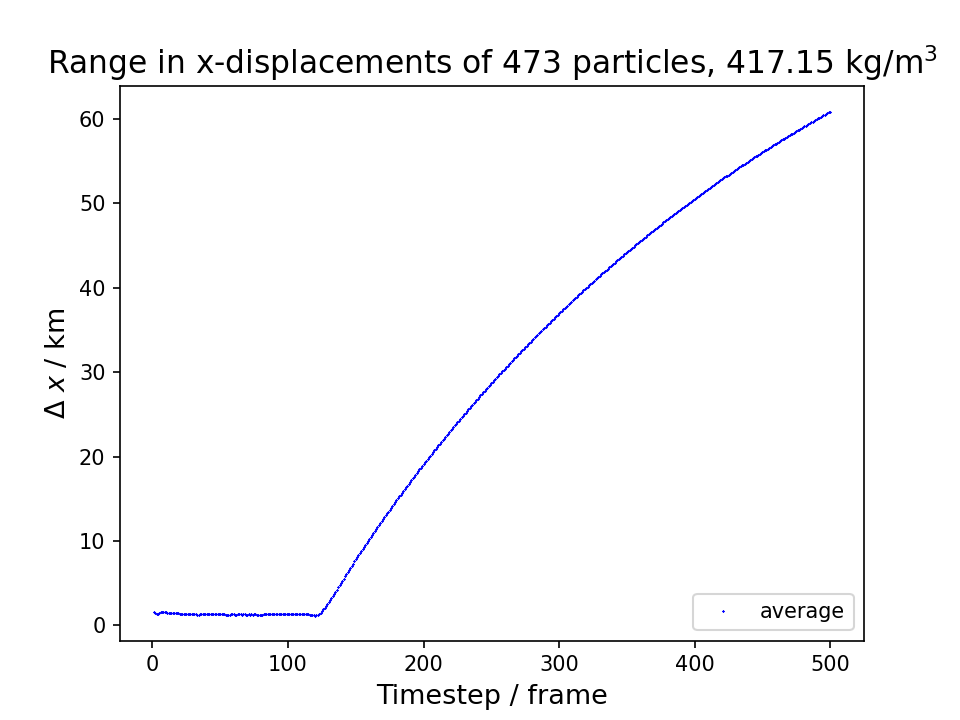 Range in x-displacements of 473 particles, 417.15 kg/m³
60
50
40
30
20
10
0
Δ x / km
average
0 100 200 300 400 500
Timestep / frame